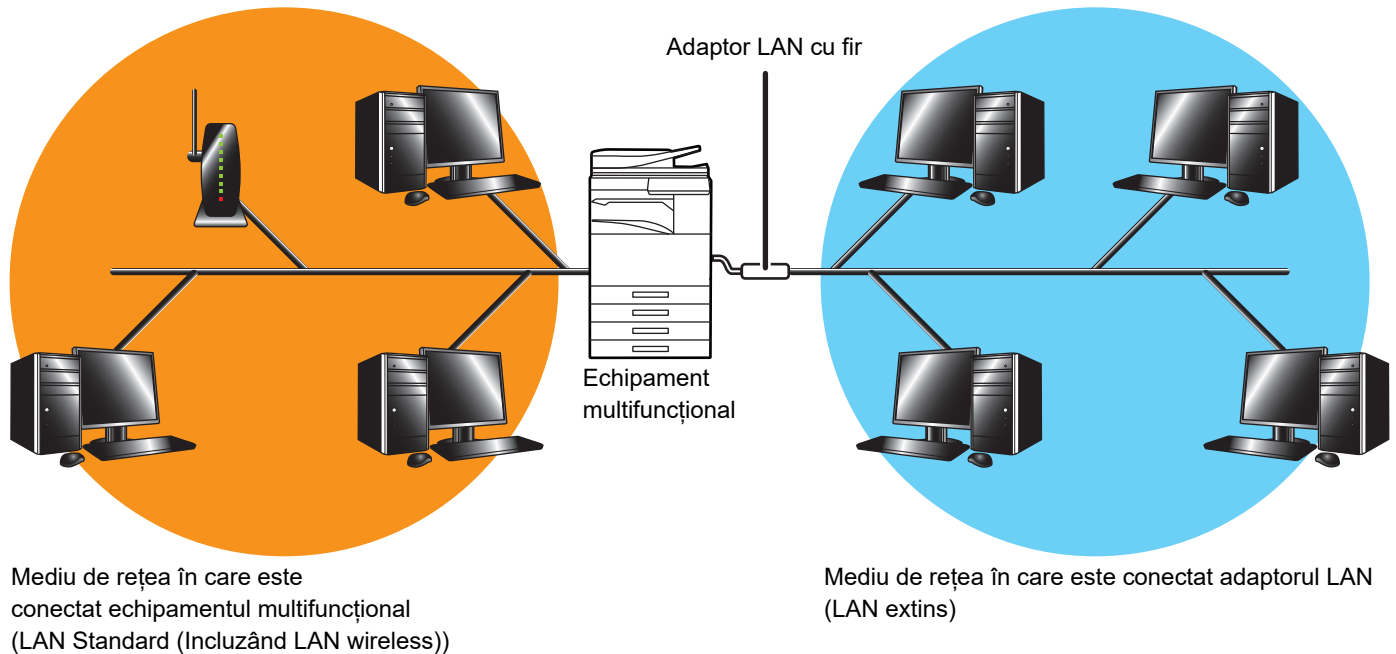 Adaptor LAN cu fir
Echipament
multifuncțional
Mediu de rețea în care este
conectat echipamentul multifuncțional
(LAN Standard (Incluzând LAN wireless))
Mediu de rețea în care este conectat adaptorul LAN
(LAN extins)